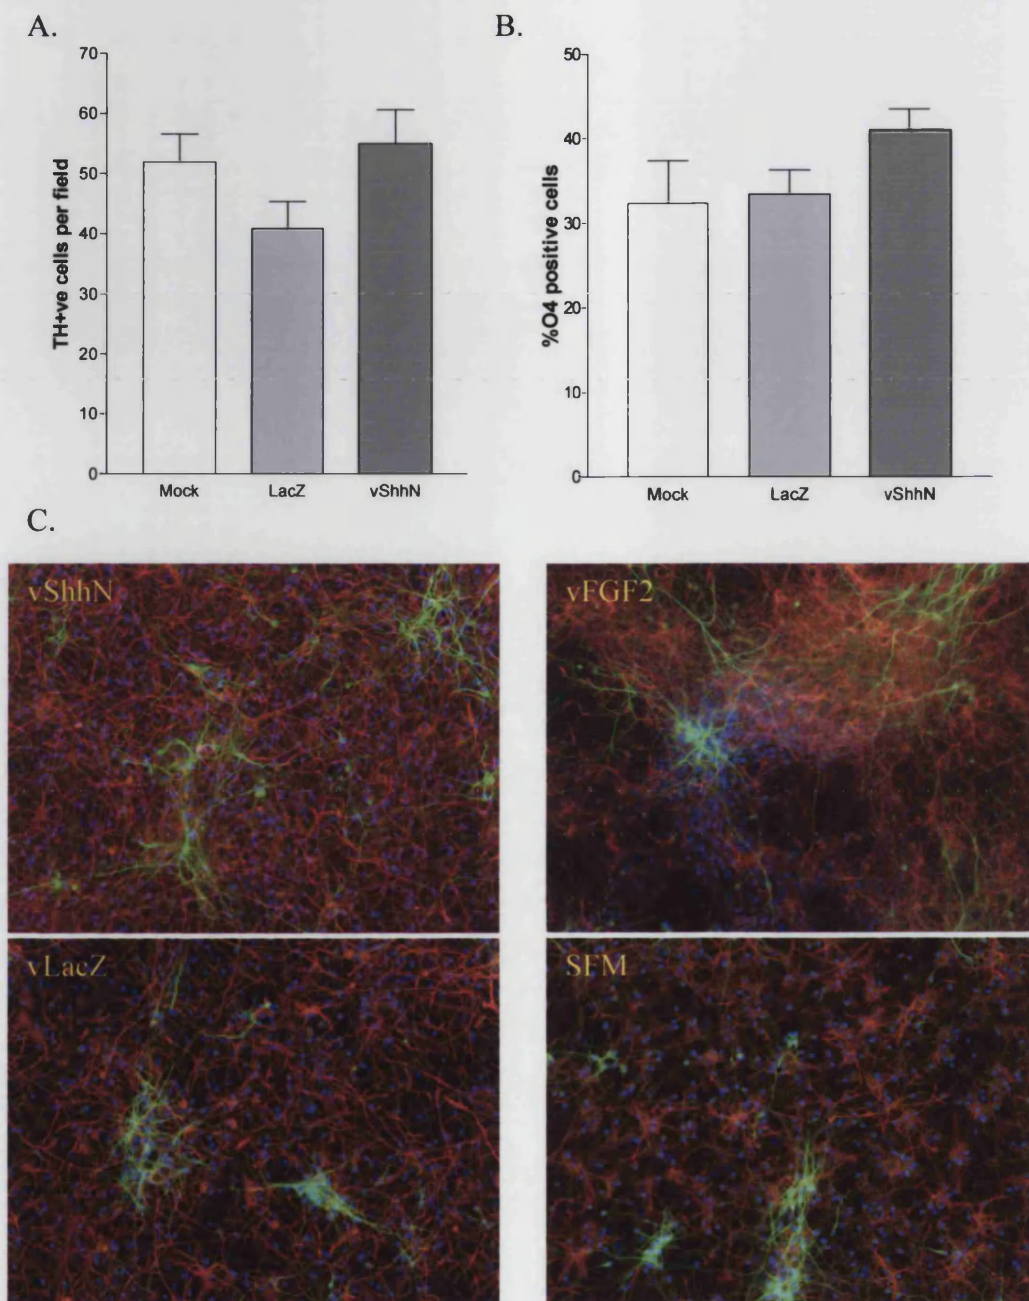 A.
TH+ve cells per field
70
60
50
40
30
20
10
0
Mock LacZ vShhN
B.
%O4 positive cells
50
40
30
20
10
0
Mock LacZ vShhN
C.
vShhN
vFGF2
vLacZ
SFM